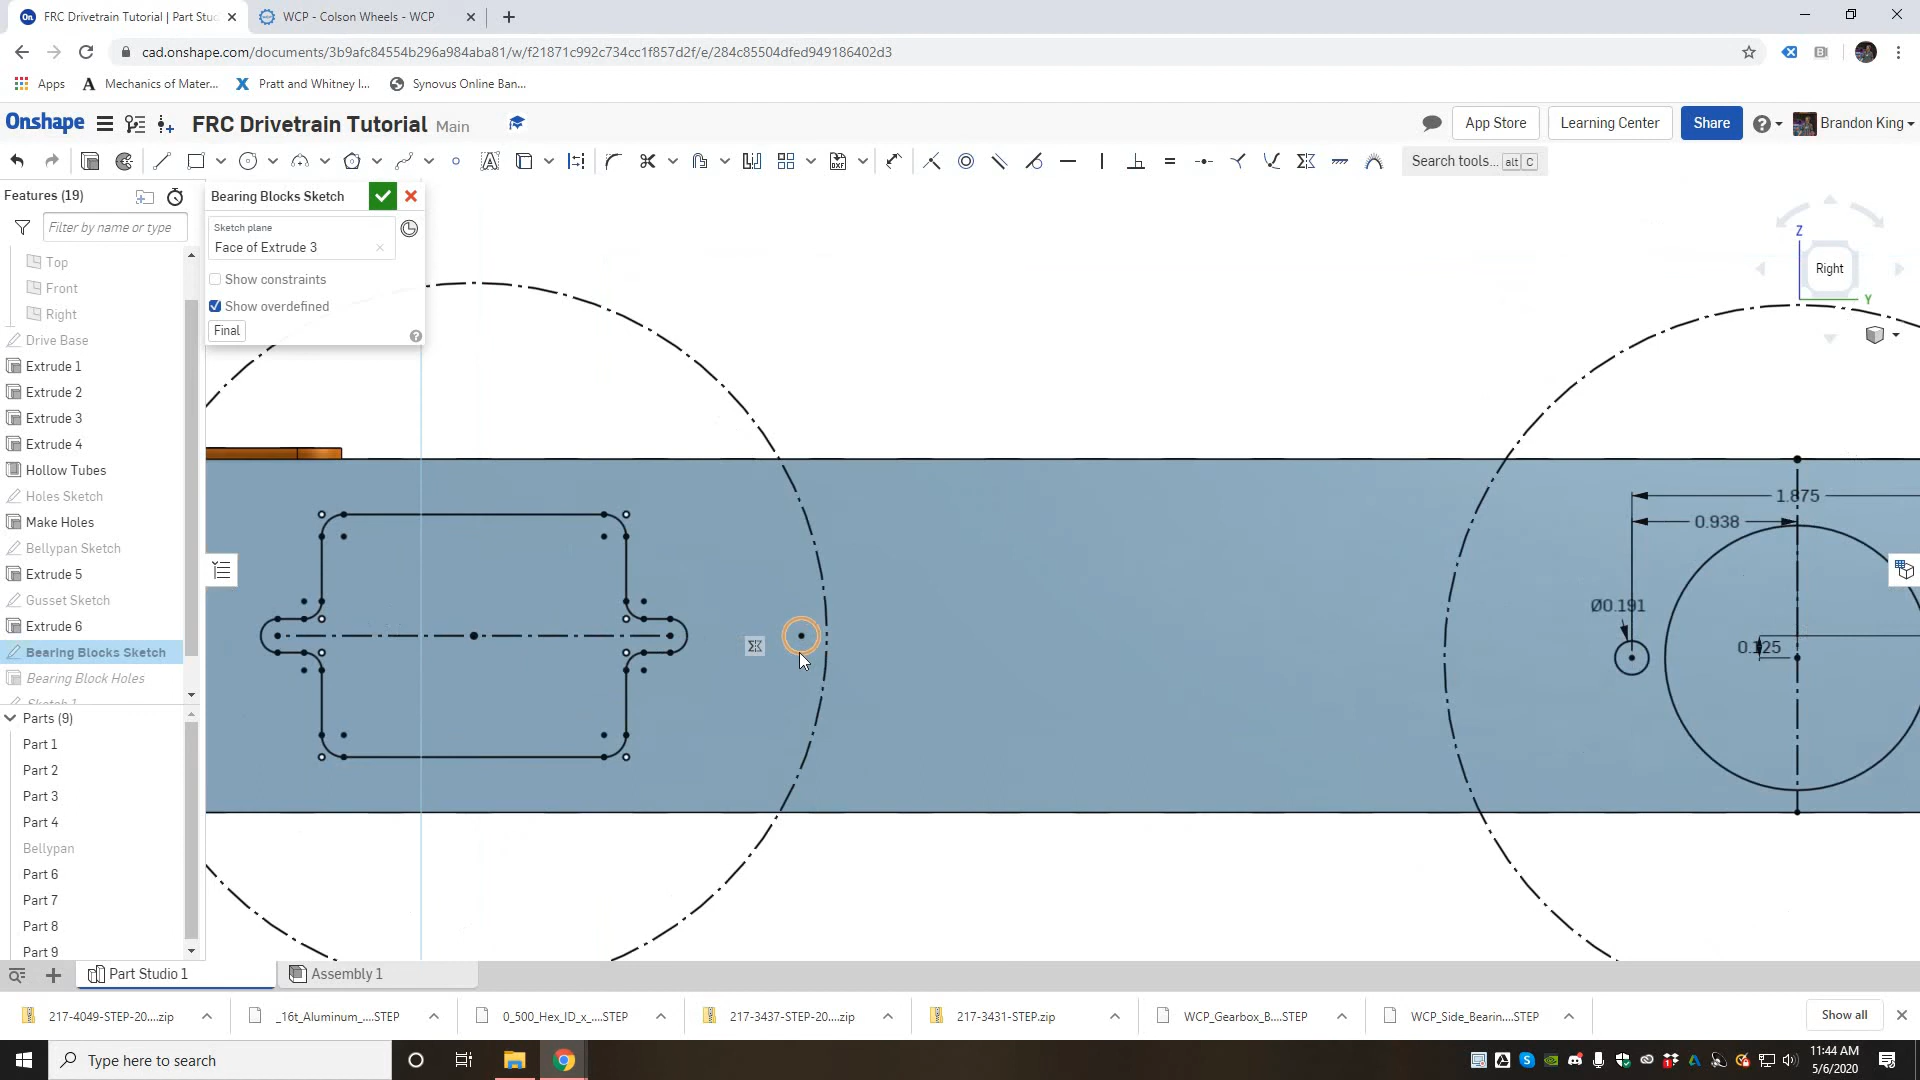 FRC Drivetrain Tutorial | Part Stu
WCP - Colson Wheels - WCP
cad.onshape.com/documents/3b9afc84554b296a984aba81/w/f21871c992c734cc1f857d2f/e/284c85504dfed949186402d3
Apps
Mechanics of Mater...
Pratt and Whitney I...
Synovus Online Ban...
Onshape
FRC Drivetrain Tutorial Main
App Store
Learning Center
Share
Brandon King
Search tools... alt C
Features (19)
Filter by name or type
Top
Front
Right
Drive Base
Extrude 1
Extrude 2
Extrude 3
Extrude 4
Hollow Tubes
Holes Sketch
Make Holes
Bellypan Sketch
Extrude 5
Gusset Sketch
Extrude 6
Bearing Blocks Sketch
Bearing Block Holes
Sketch 1
Parts (9)
Part 1
Part 2
Part 3
Part 4
Bellypan
Part 6
Part 7
Part 8
Part 9
Bearing Blocks Sketch
Sketch plane
Face of Extrude 3
Show constraints
Show overdefined
Final
Z
Right
Y
1.875
0.938
Ø0.191
0.125
Part Studio 1
Assembly 1
217-4049-STEP-20....zip
_16t_Aluminum_....STEP
0_500_Hex_ID_x_....STEP
217-3437-STEP-20....zip
217-3431-STEP.zip
WCP_Gearbox_B....STEP
WCP_Side_Bearin....STEP
Show all
Type here to search
11:44 AM
5/6/2020